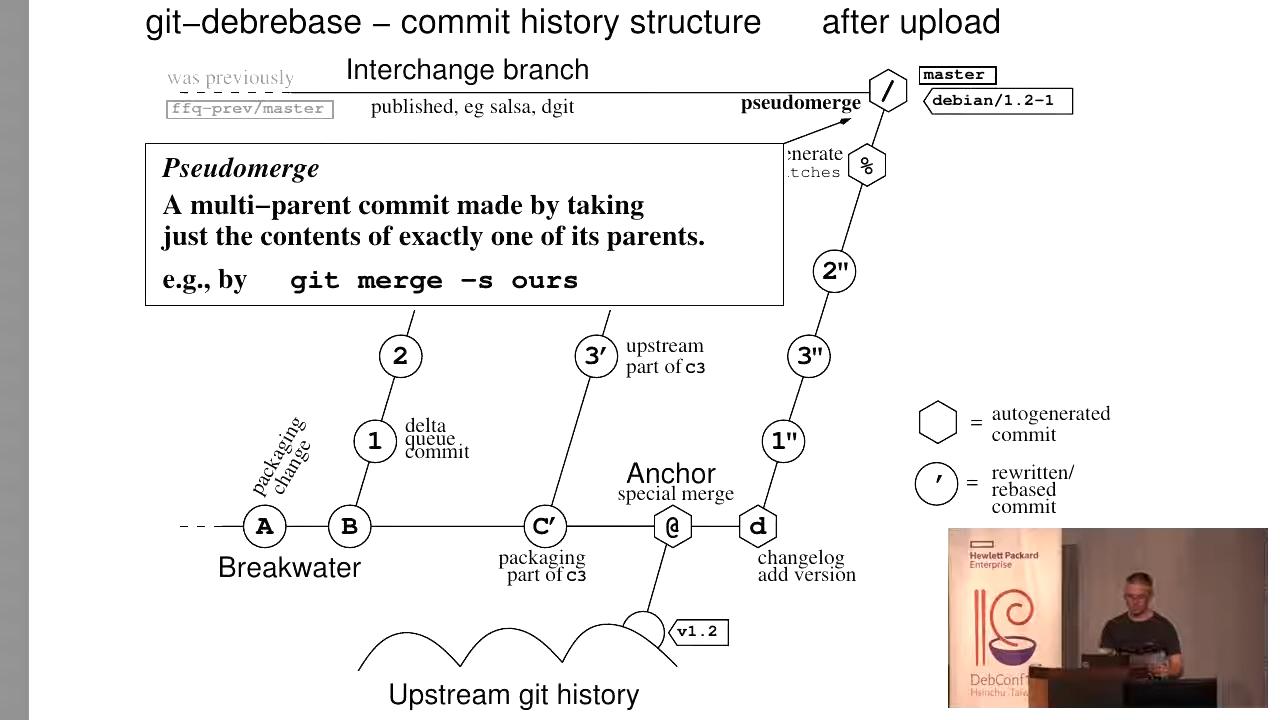 git–debrebase – commit history structure after upload
was previously
Interchange branch
ffq-prev/master
published, eg salsa, dgit
pseudomerge
/
master
debian/1.2-1
Pseudomerge
A multi–parent commit made by taking
just the contents of exactly one of its parents.
e.g., by git merge –s ours
%
2"
2
3′
upstream
part of c3
3"
packaging
change
1
delta
queue
commit
1"
autogenerated
commit
=
′
=
rewritten/
rebased
commit
Anchor
special merge
A
B
C′
@
d
Breakwater
packaging
part of c3
changelog
add version
v1.2
Upstream git history
Hewlett Packard
Enterprise